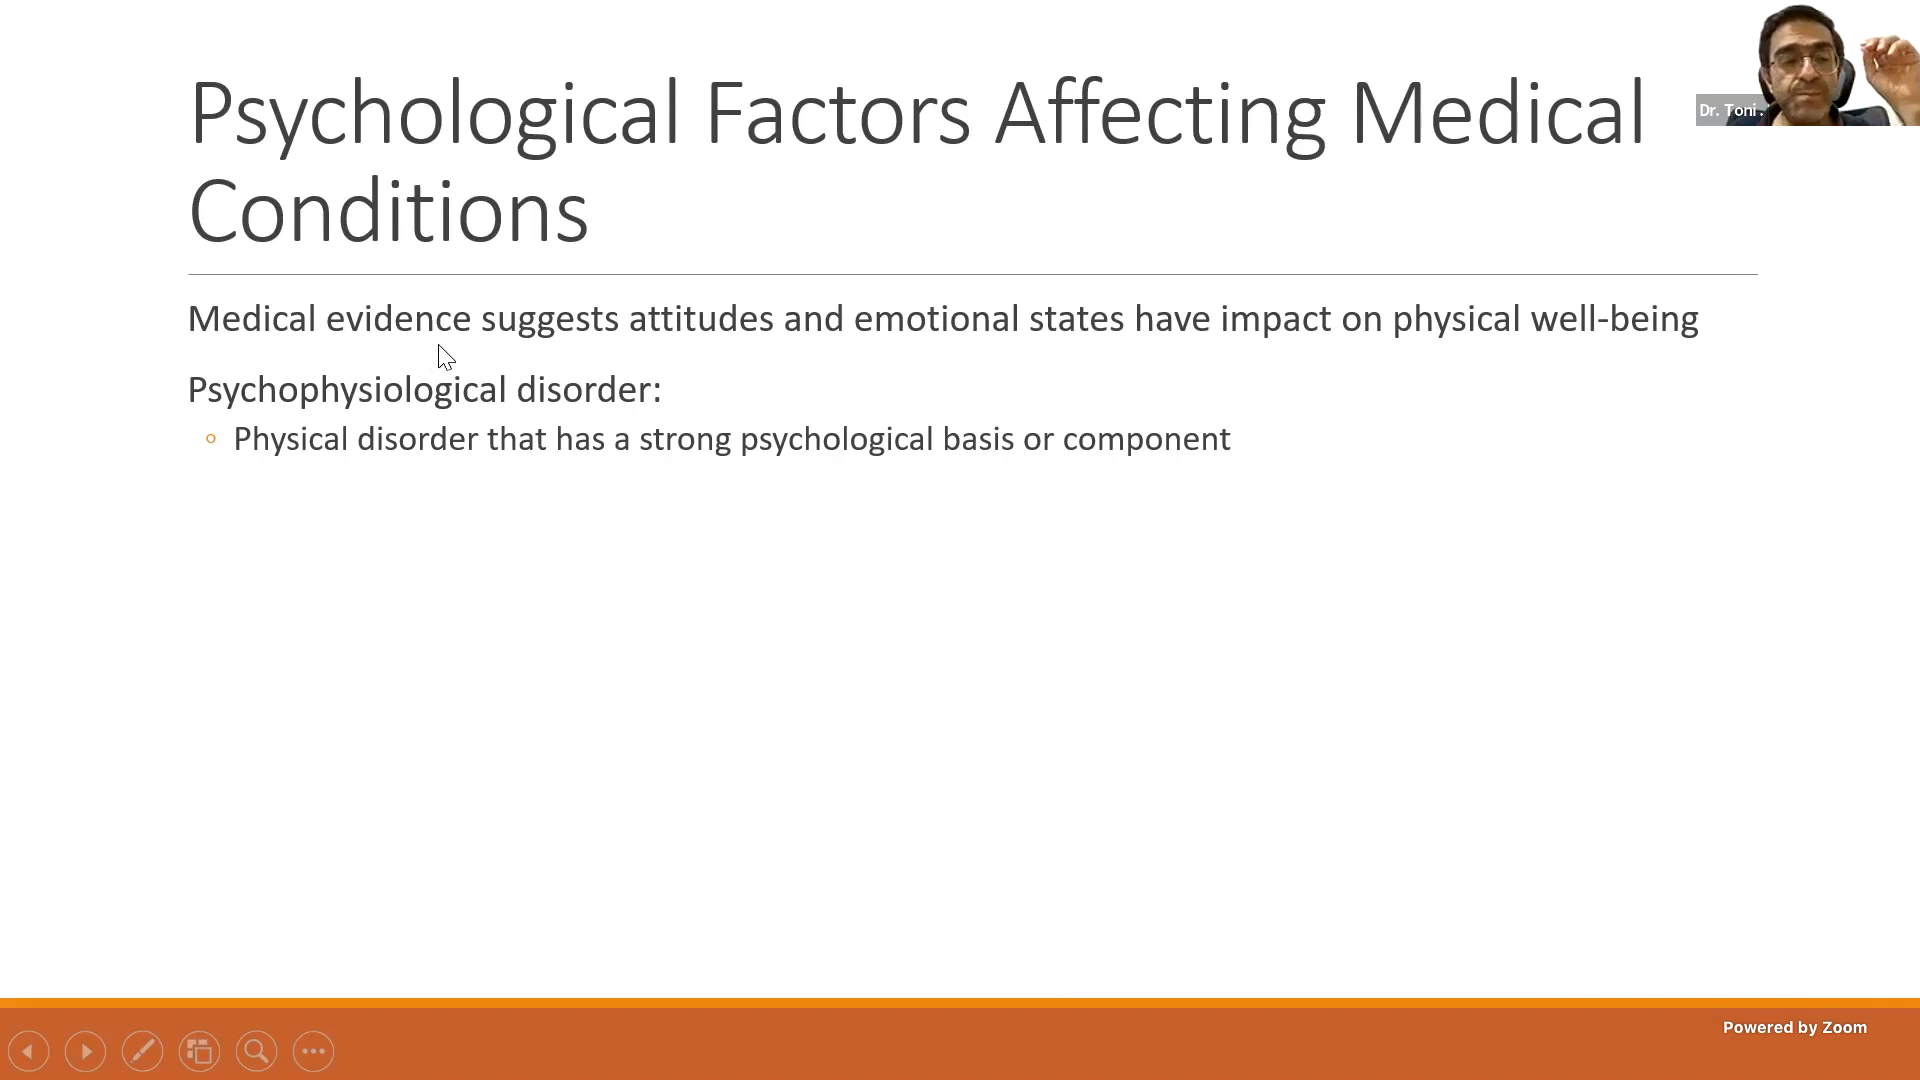 Psychological Factors Affecting Medical
Conditions
Dr. Toni .
Medical evidence suggests attitudes and emotional states have impact on physical well-being
Psychophysiological disorder:
Physical disorder that has a strong psychological basis or component
Powered by Zoom